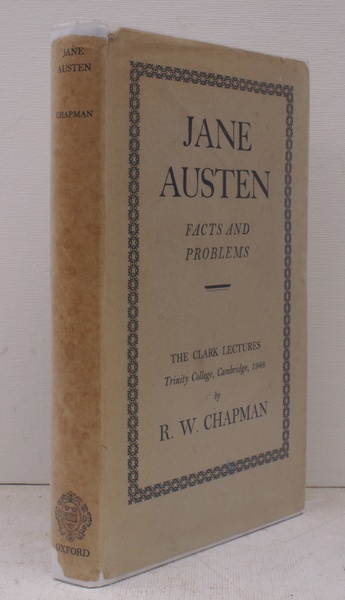 JANE
AUSTEN
CHAPMAN
OXFORD
JANE
AUSTEN
FACTS AND
PROBLEMS
THE CLARK LECTURES
Trinity College, Cambridge, 1948
by
R. W. CHAPMAN